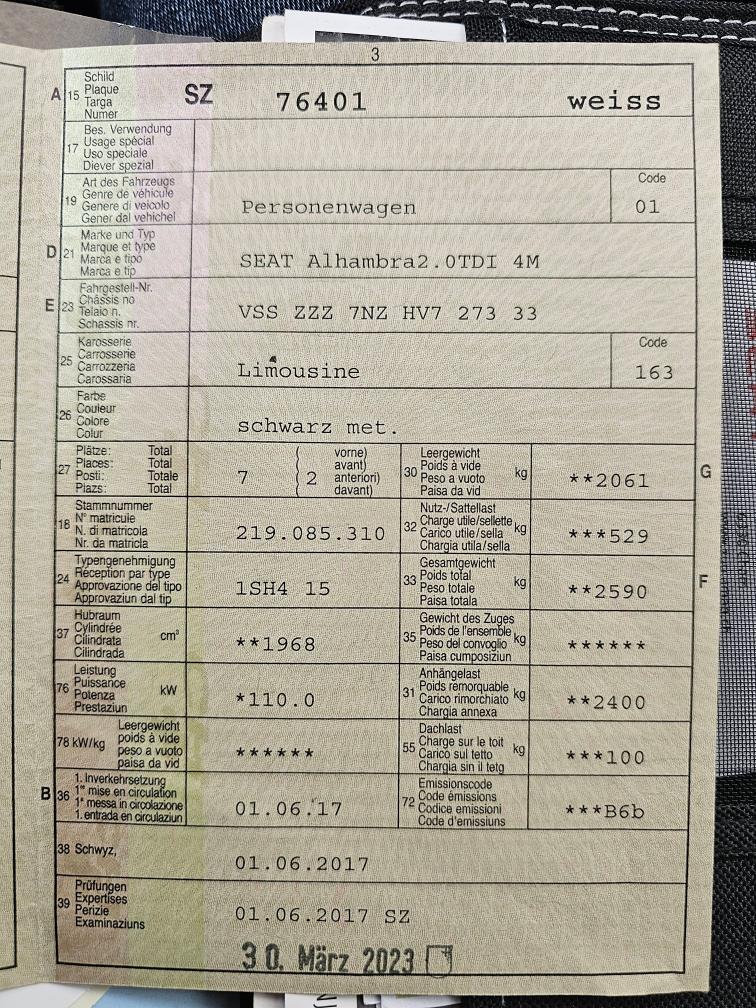 3
A 15 Schild Plaque Targa Numer SZ 76401 weiss
17 Bes. Verwendung Usage spécial Uso speciale Diever spezial
19 Art des Fahrzeugs Genre de véhicule Genere di veicolo Gener dal vehichel Personenwagen Code 01
D 21 Marke und Typ Marque et type Marca e tipo Marca e tip SEAT Alhambra2.0TDI 4M
E 23 Fahrgestell-Nr. Châssis no Telaio n. Schassis nr. VSS ZZZ 7NZ HV7 273 33
25 Karosserie Carrosserie Carrozzeria Carossaria Limousine Code 163
26 Farbe Couleur Colore Colur schwarz met.
27 Plätze: Total Places: Total Posti: Totale Plazs: Total 7 ( 2 vorne) avant) anteriori) davant) 30 Leergewicht Poids à vide Peso a vuoto Paisa da vid kg **2061 G
18 Stammnummer N° matricule N. di matricola Nr. da matricla 219.085.310 32 Nutz-/Sattellast Charge utile/sellette Carico utile/sella Chargia utila/sella kg ***529
24 Typengenehmigung Réception par type Approvazione del tipo Approvaziun dal tip 1SH4 15 33 Gesamtgewicht Poids total Peso totale Paisa totala kg **2590 F
37 Hubraum Cylindrée Cilindrata Cilindrada cm³ **1968 35 Gewicht des Zuges Poids de l'ensemble Peso del convoglio Paisa cumposiziun kg ******
76 Leistung Puissance Potenza Prestaziun kW *110.0 31 Anhängelast Poids remorquable Carico rimorchiato Chargia annexa kg **2400
78 kW/kg Leergewicht poids à vide peso a vuoto paisa da vid ****** 55 Dachlast Charge sur le toit Carico sul tetto Chargia sin il tetg kg ***100
B 36 1. Inverkehrsetzung 1re mise en circulation 1a messa in circolazione 1. entrada en circulaziun 01.06.17 72 Emissionscode Code émissions Codice emissioni Code d'emissiuns ***B6b
38 Schwyz, 01.06.2017
39 Prüfungen Expertises Perizie Examinaziuns 01.06.2017 SZ
30. März 2023